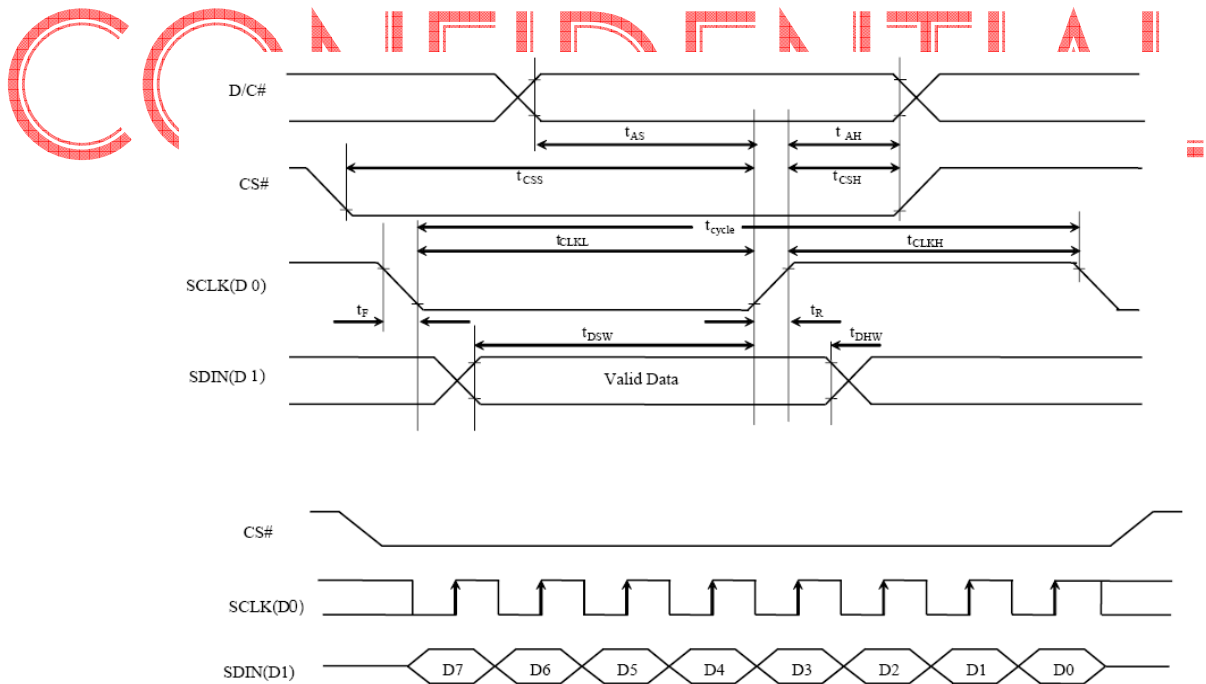 CONFIDENTIAL
D/C#
tAS
t AH
CS#
tCSS
tCSH
tcycle
tCLKL
tCLKH
SCLK(D 0)
tF
tR
tDSW
tDHW
SDIN(D 1)
Valid Data
CS#
SCLK(D0)
SDIN(D1)
D7 D6 D5 D4 D3 D2 D1 D0